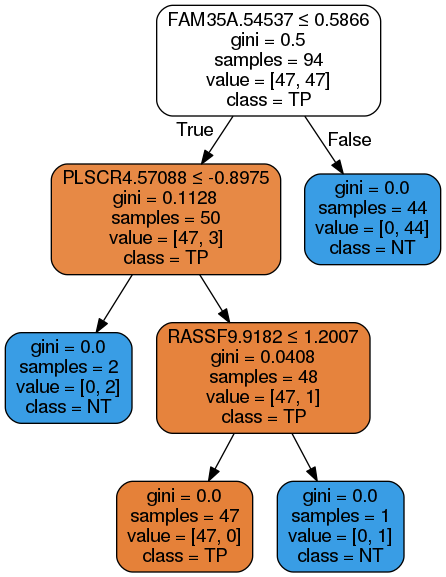 FAM35A.54537 ≤ 0.5866
gini = 0.5
samples = 94
value = [47, 47]
class = TP
True
False
PLSCR4.57088 ≤ -0.8975
gini = 0.1128
samples = 50
value = [47, 3]
class = TP
gini = 0.0
samples = 44
value = [0, 44]
class = NT
gini = 0.0
samples = 2
value = [0, 2]
class = NT
RASSF9.9182 ≤ 1.2007
gini = 0.0408
samples = 48
value = [47, 1]
class = TP
gini = 0.0
samples = 47
value = [47, 0]
class = TP
gini = 0.0
samples = 1
value = [0, 1]
class = NT